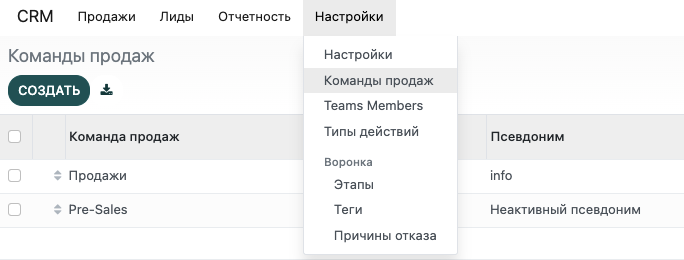 CRM Продажи Лиды Отчетность Настройки
Команды продаж
СОЗДАТЬ
Настройки
Команды продаж
Teams Members
Типы действий
Воронка
Этапы
Теги
Причины отказа
Команда продаж Псевдоним
Продажи info
Pre-Sales Неактивный псевдоним